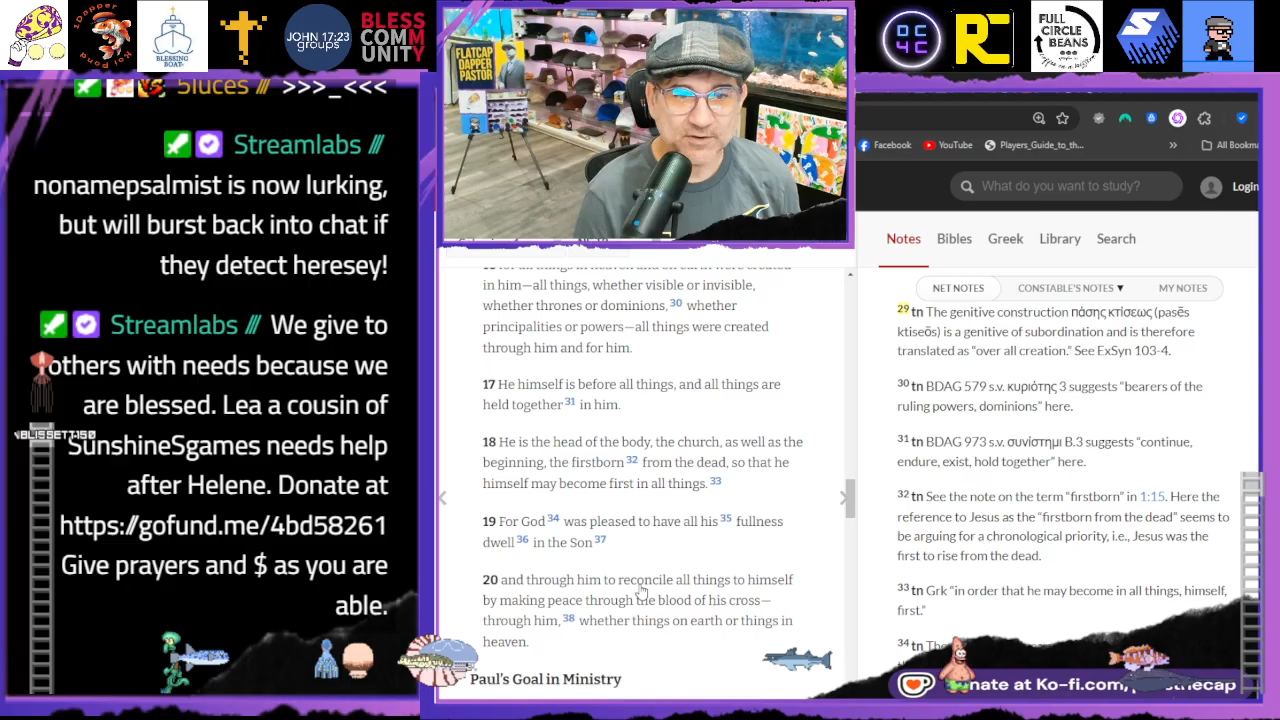 JOHN 17:23
groups
BLESS
COMM
UNITY
BLESSING
BOAT
OC
4C
RC
FULL
CIRCLE
BEANS
FLATCAP
DAPPER
PASTOR
5luces /// >>>_<<<
Streamlabs ///
nonamepsalmist is now lurking,
but will burst back into chat if
they detect heresey!
Streamlabs /// We give to
others with needs because we
are blessed. Lea a cousin of
SunshineSgames needs help
after Helene. Donate at
https://gofund.me/4bd58261
Give prayers and $ as you are
able.
BLISSETT150
in him—all things, whether visible or invisible,
whether thrones or dominions, 30 whether
principalities or powers—all things were created
through him and for him.
17 He himself is before all things, and all things are
held together 31 in him.
18 He is the head of the body, the church, as well as the
beginning, the firstborn 32 from the dead, so that he
himself may become first in all things. 33
19 For God 34 was pleased to have all his 35 fullness
dwell 36 in the Son 37
20 and through him to reconcile all things to himself
by making peace through the blood of his cross—
through him, 38 whether things on earth or things in
heaven.
Paul's Goal in Ministry
Facebook YouTube Players_Guide_to_th... » All Bookma
What do you want to study? Login
Notes Bibles Greek Library Search
NET NOTES CONSTABLE'S NOTES ▼ MY NOTES
29 tn The genitive construction πάσης κτίσεως (pasēs
ktiseōs) is a genitive of subordination and is therefore
translated as “over all creation.” See ExSyn 103-4.
30 tn BDAG 579 s.v. κυριότης 3 suggests “bearers of the
ruling powers, dominions” here.
31 tn BDAG 973 s.v. συνίστημι B.3 suggests “continue,
endure, exist, hold together” here.
32 tn See the note on the term “firstborn” in 1:15. Here the
reference to Jesus as the “firstborn from the dead” seems to
be arguing for a chronological priority, i.e., Jesus was the
first to rise from the dead.
33 tn Grk “in order that he may become in all things, himself,
first.”
34 tn The